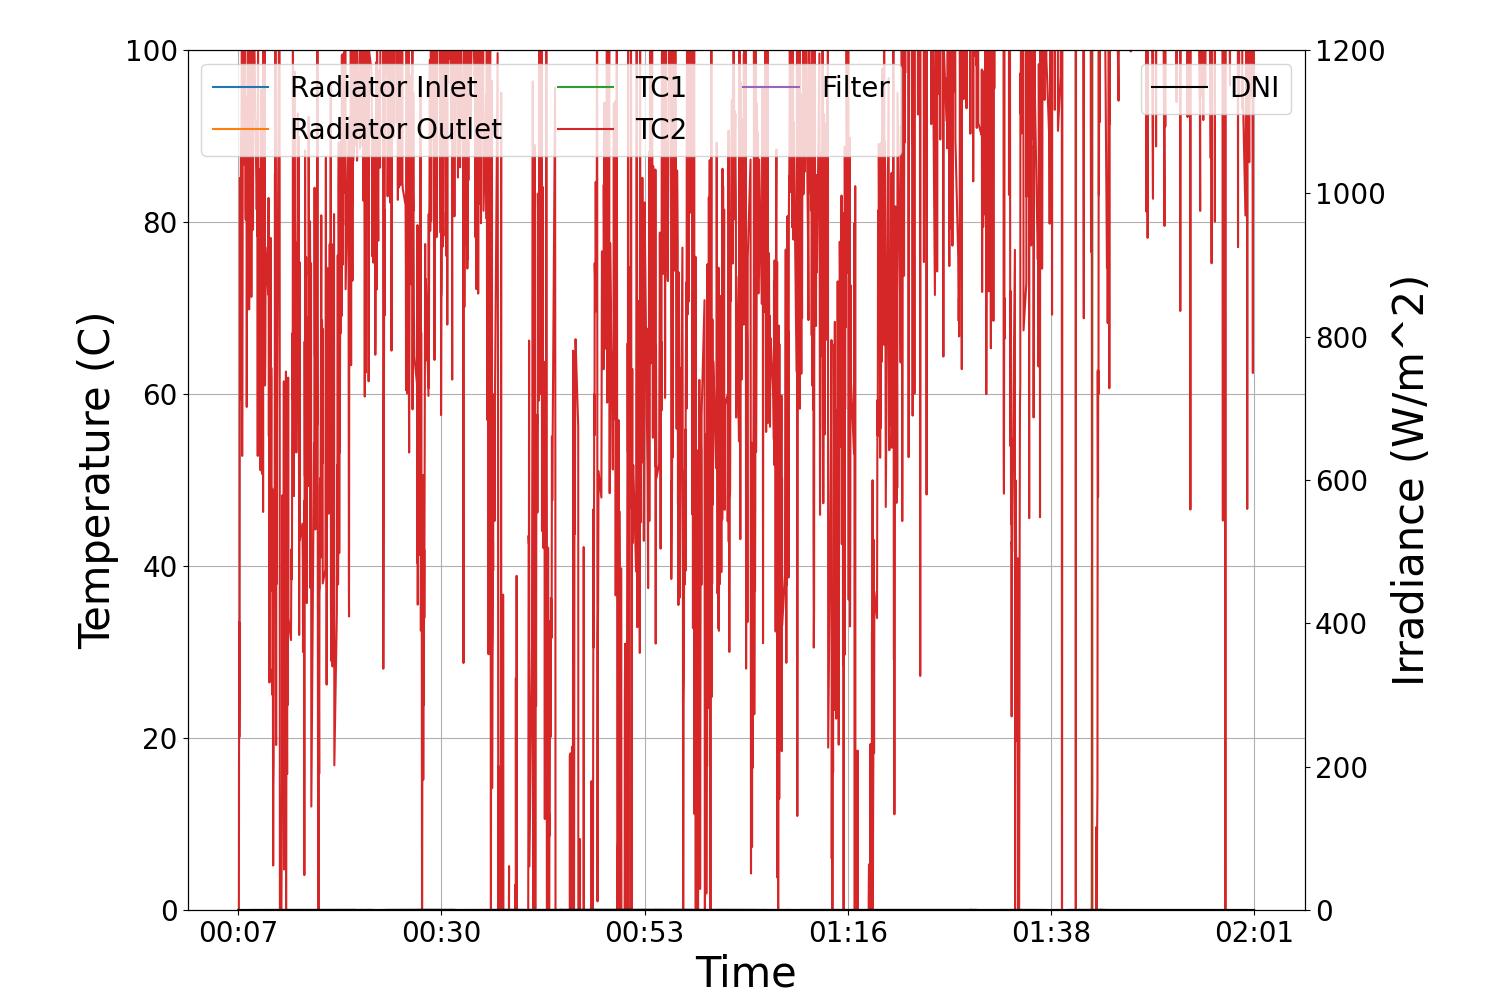 100
80
60
40
20
0
Temperature (C)
Radiator Inlet
Radiator Outlet
TC1
TC2
Filter
DNI
1200
1000
800
600
400
200
0
Irradiance (W/m^2)
00:07 00:30 00:53 01:16 01:38 02:01
Time